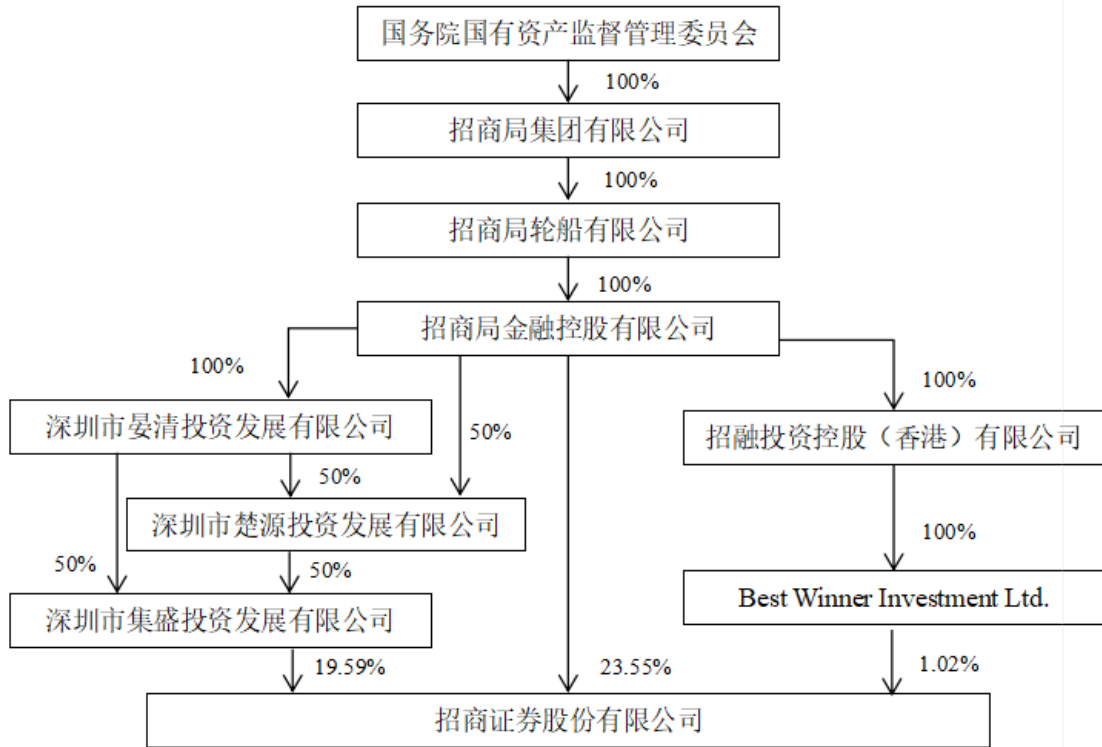 国务院国有资产监督管理委员会
100%
招商局集团有限公司
100%
招商局轮船有限公司
100%
招商局金融控股有限公司
100%
50%
100%
深圳市晏清投资发展有限公司
招融投资控股（香港）有限公司
50%
深圳市楚源投资发展有限公司
100%
50%
50%
深圳市集盛投资发展有限公司
Best Winner Investment Ltd.
19.59%
23.55%
1.02%
招商证券股份有限公司